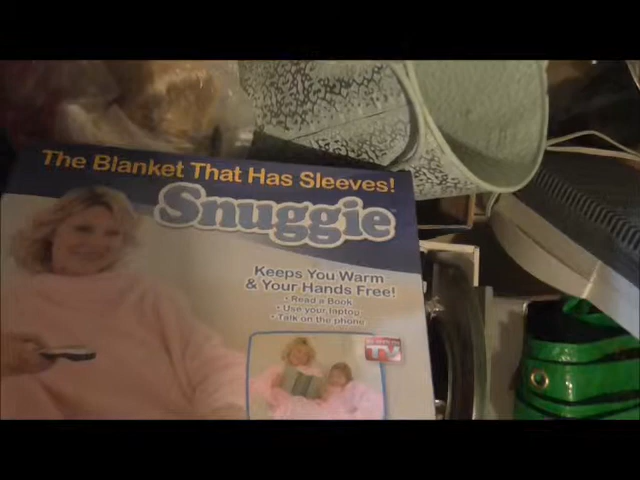 The Blanket That Has Sleeves!
Snuggie
Keeps You Warm
& Your Hands Free!
• Read a Book
• Use your laptop
• Talk on the phone
TV